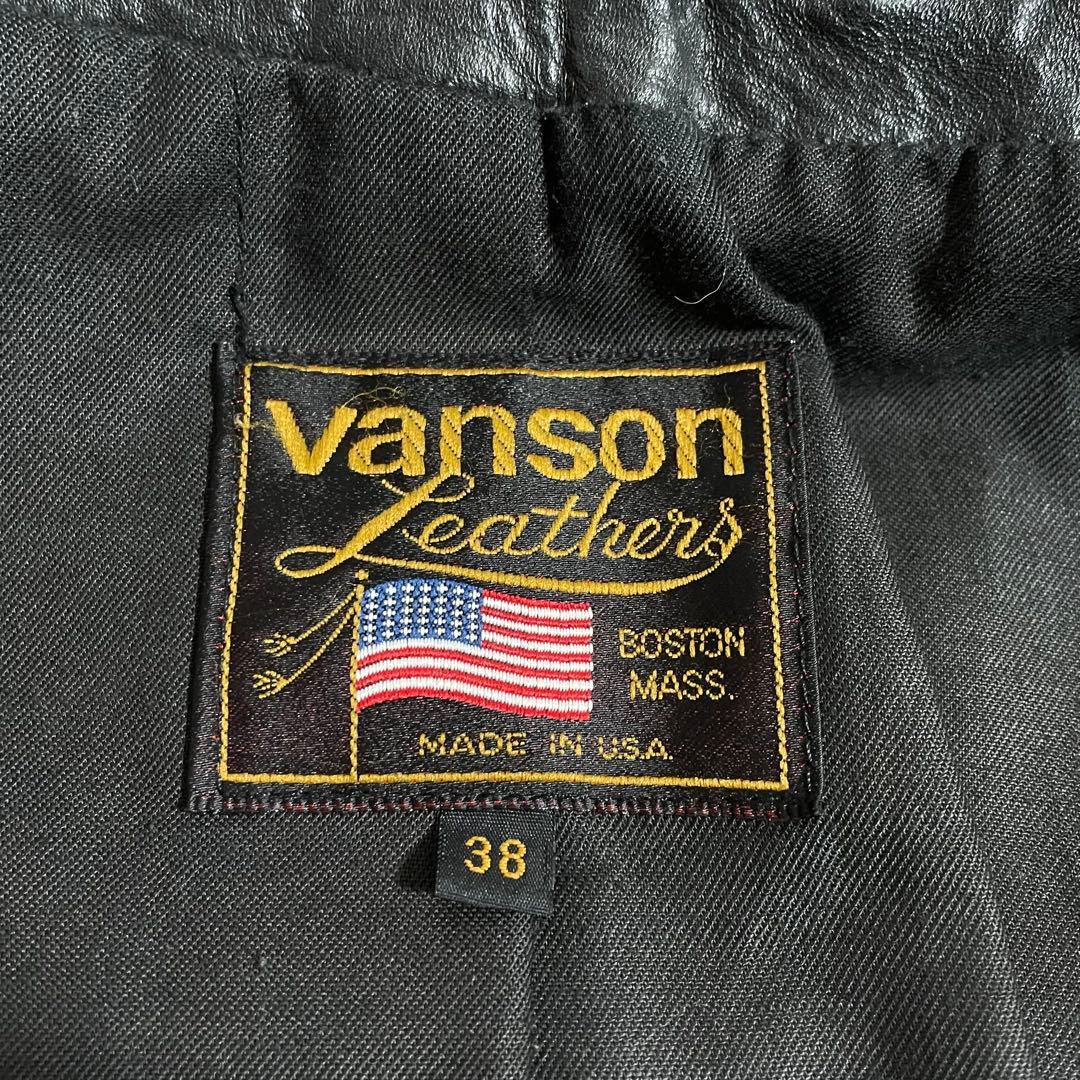 vanson
Leathers
BOSTON
MASS.
MADE IN U.S.A.
38